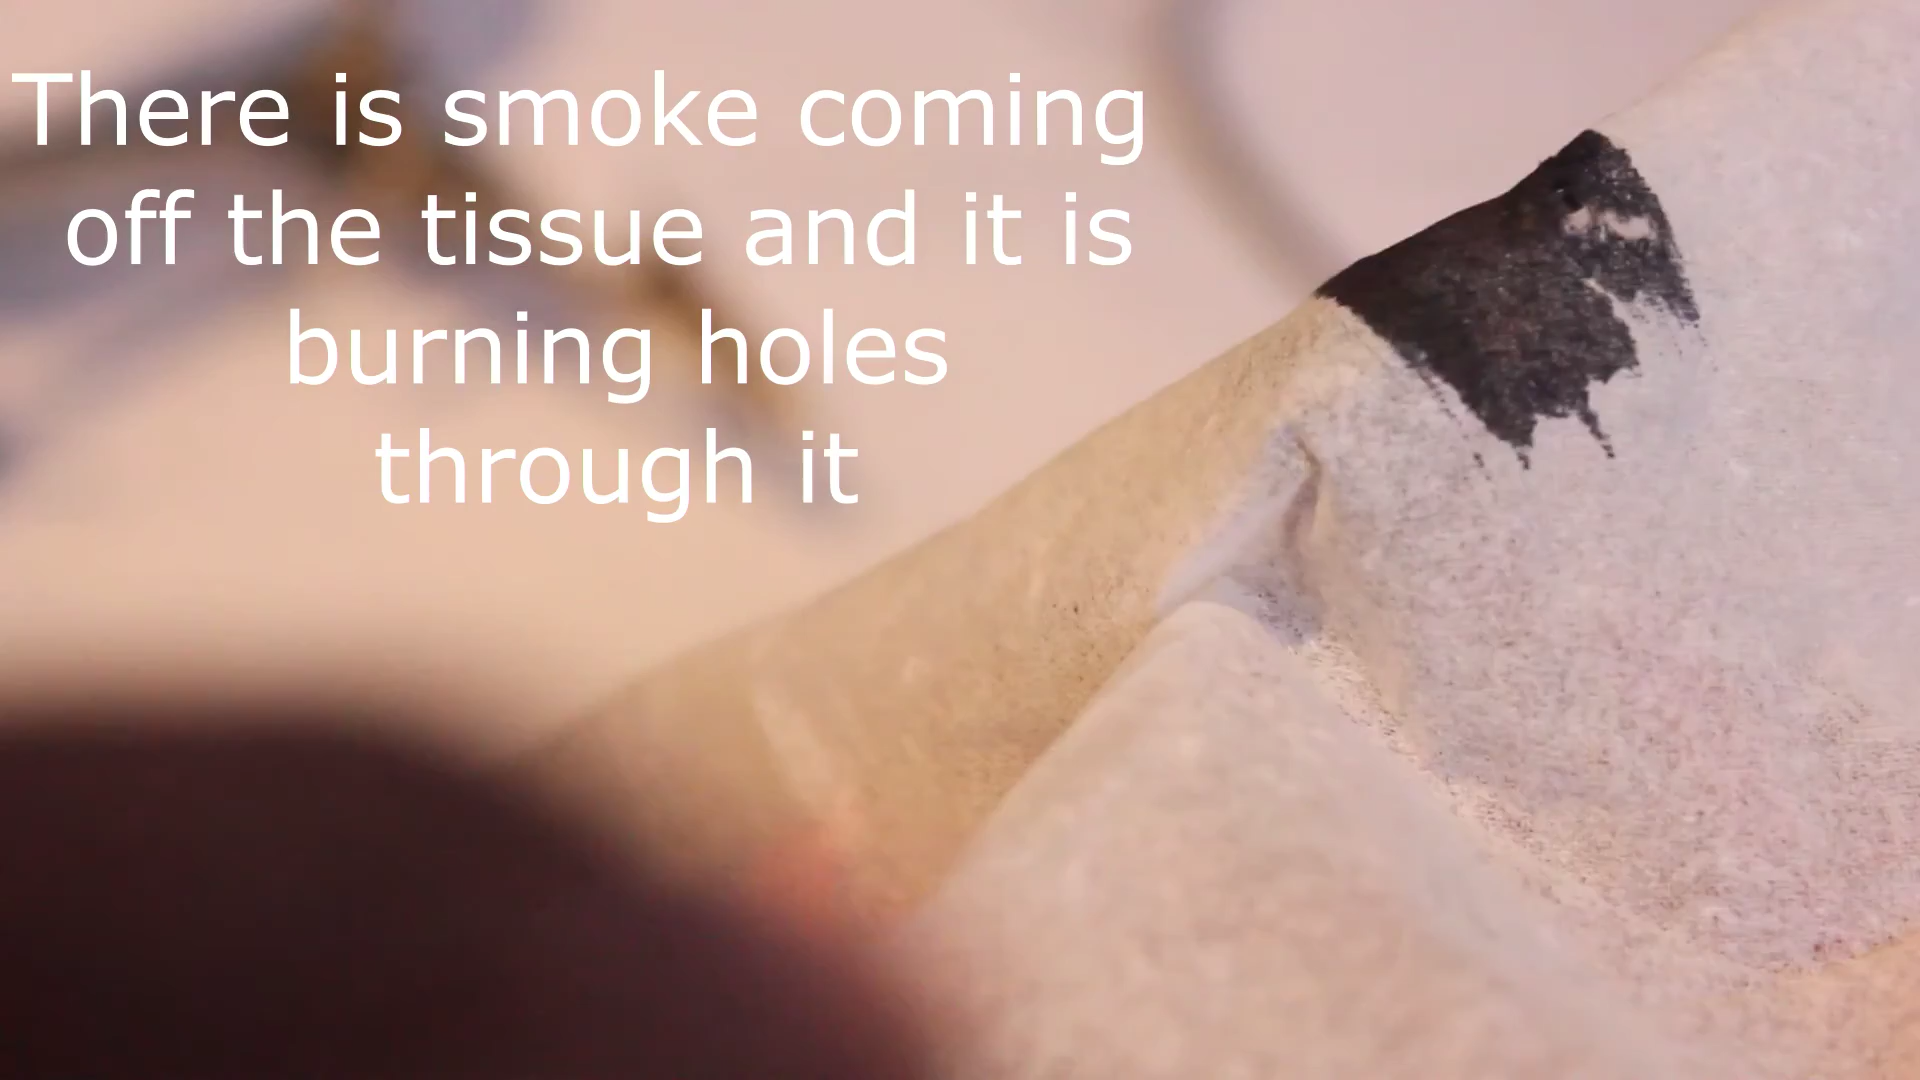 There is smoke coming
off the tissue and it is
burning holes
through it